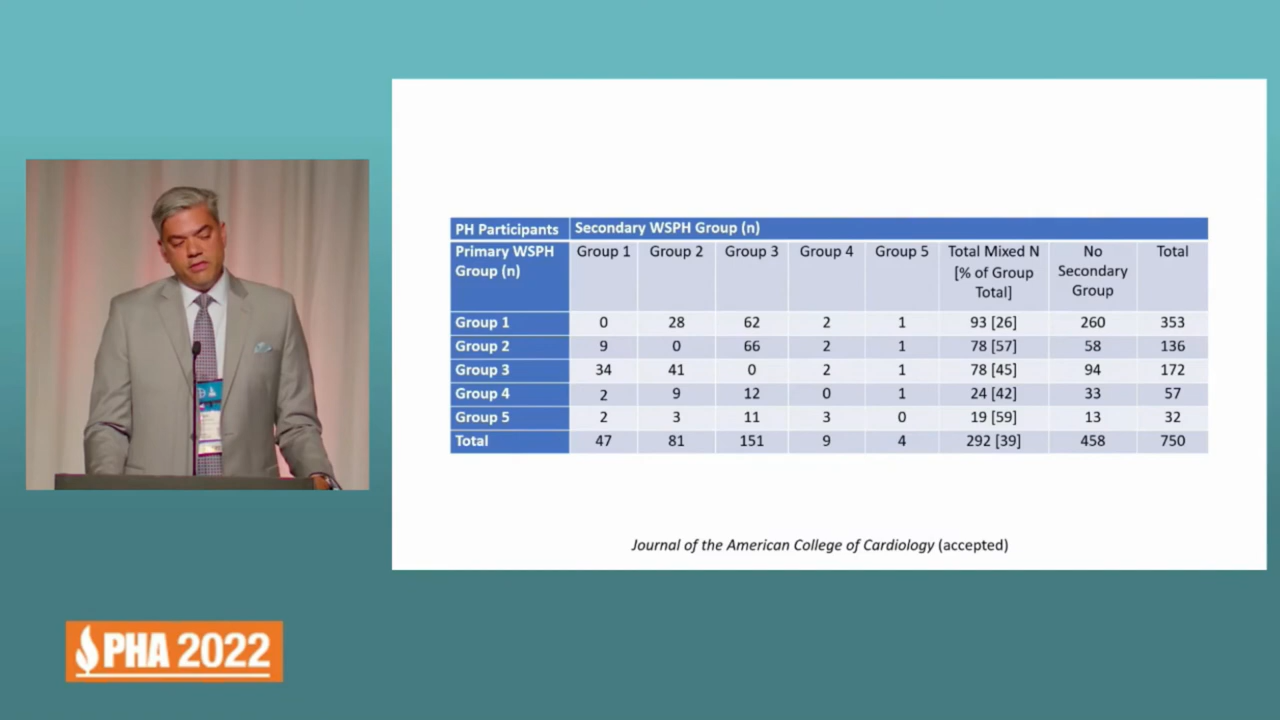 PH Participants Secondary WSPH Group (n)
Primary WSPH Group (n) Group 1 Group 2 Group 3 Group 4 Group 5 Total Mixed N [% of Group Total] No Secondary Group Total
Group 1 0 28 62 2 1 93 [26] 260 353
Group 2 9 0 66 2 1 78 [57] 58 136
Group 3 34 41 0 2 1 78 [45] 94 172
Group 4 2 9 12 0 1 24 [42] 33 57
Group 5 2 3 11 3 0 19 [59] 13 32
Total 47 81 151 9 4 292 [39] 458 750
Journal of the American College of Cardiology (accepted)
PHA 2022